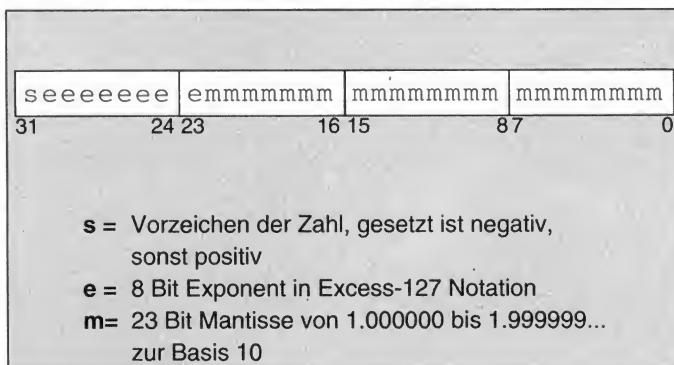 seeeeeee emmmmmmm mmmmmmmm mmmmmmmm
31 24 23 16 15 8 7 0
s = Vorzeichen der Zahl, gesetzt ist negativ,
sonst positiv
e = 8 Bit Exponent in Excess-127 Notation
m= 23 Bit Mantisse von 1.000000 bis 1.999999...
zur Basis 10